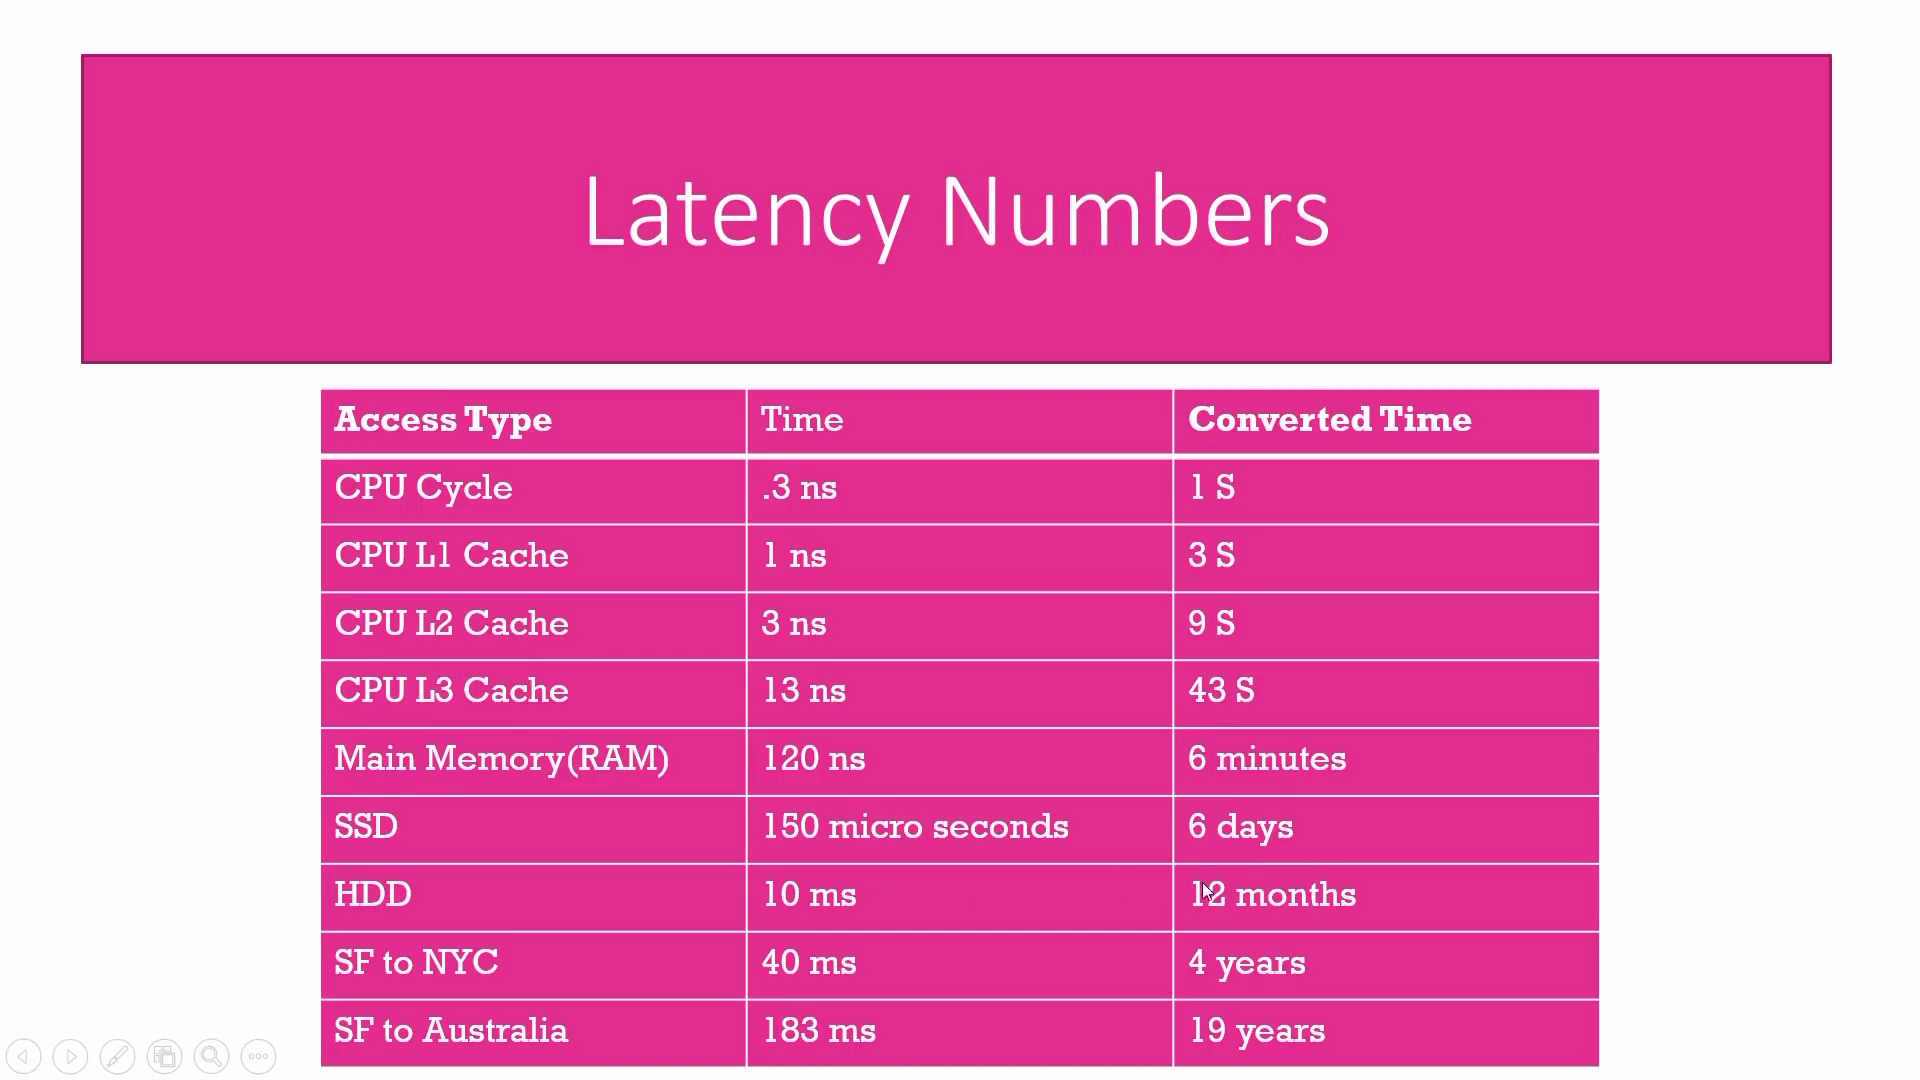 Latency Numbers
Access Type Time Converted Time
CPU Cycle .3 ns 1 S
CPU L1 Cache 1 ns 3 S
CPU L2 Cache 3 ns 9 S
CPU L3 Cache 13 ns 43 S
Main Memory(RAM) 120 ns 6 minutes
SSD 150 micro seconds 6 days
HDD 10 ms 12 months
SF to NYC 40 ms 4 years
SF to Australia 183 ms 19 years